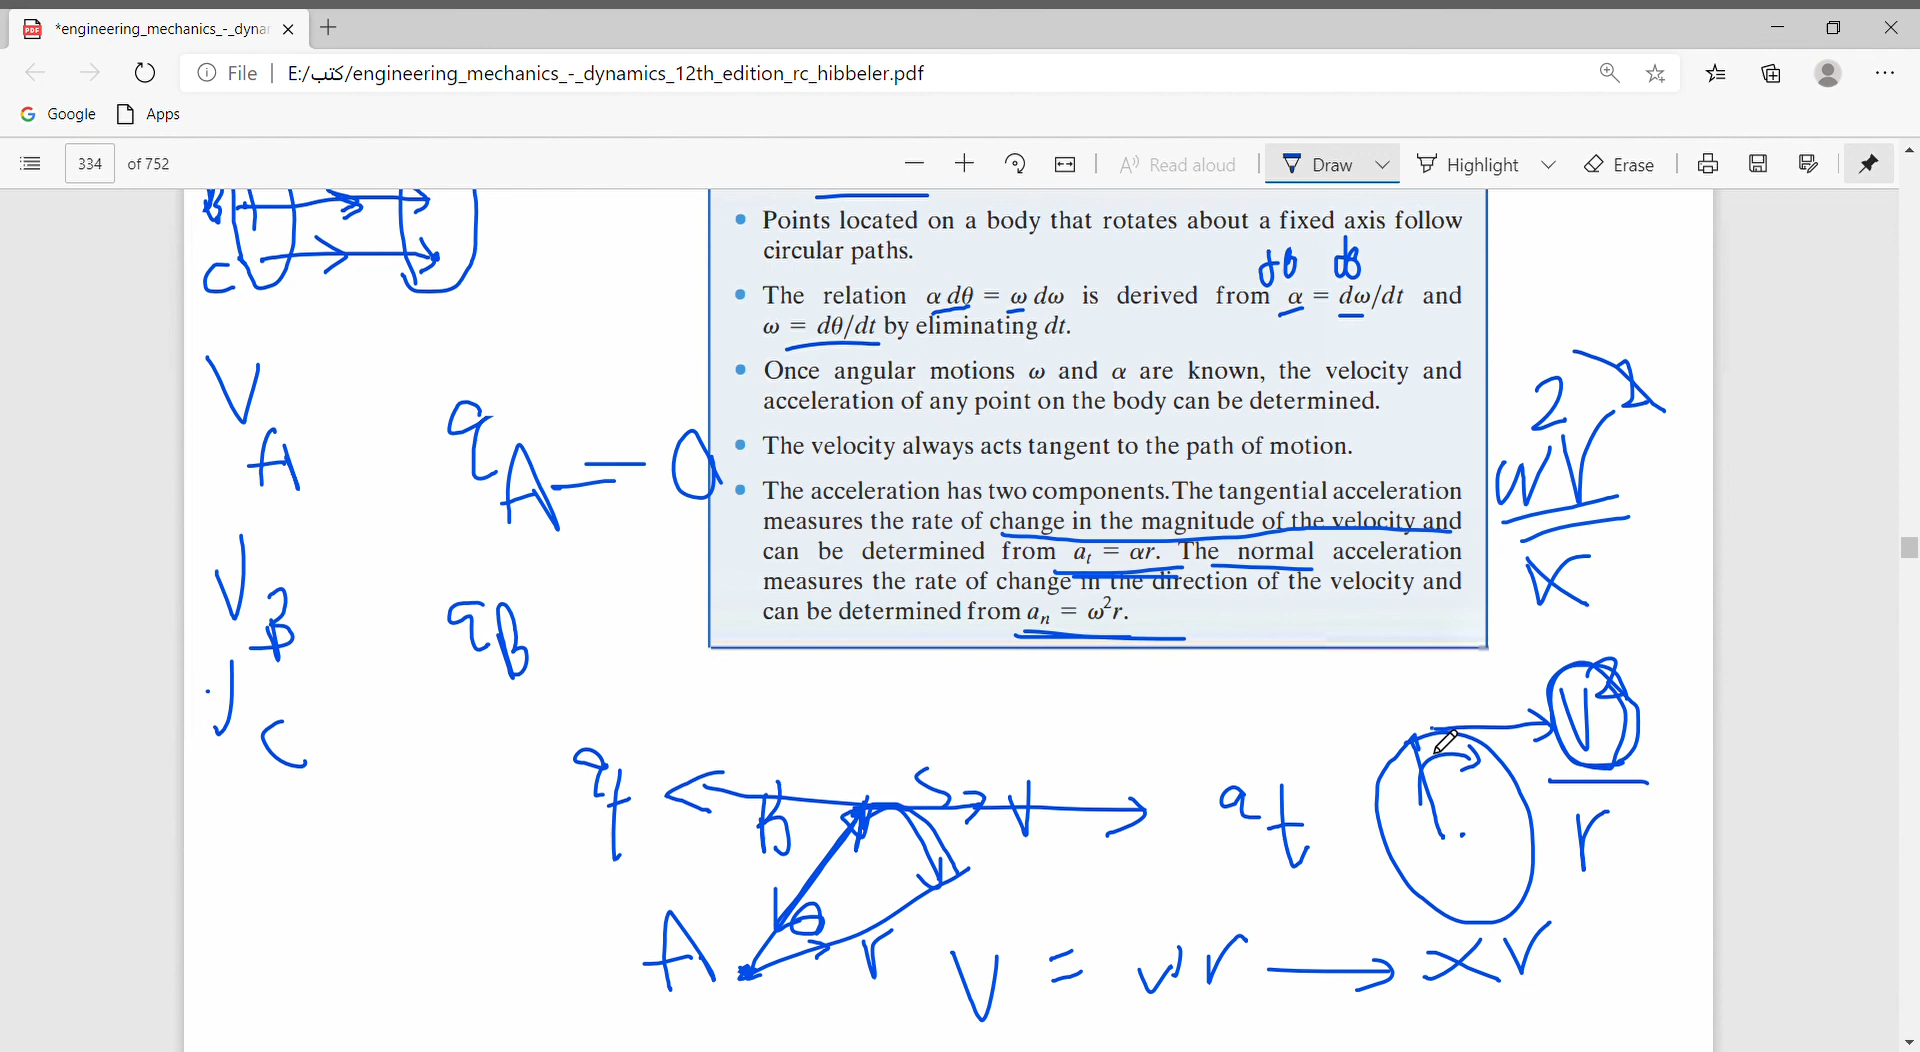 *engineering_mechanics_-_dyna
File
E:/كتب/engineering_mechanics_-_dynamics_12th_edition_rc_hibbeler.pdf
Google
Apps
334 of 752
Read aloud
Draw
Highlight
Erase
B
C
• Points located on a body that rotates about a fixed axis follow
circular paths.
dθ dθ
• The relation α dθ = ω dω is derived from α = dω/dt and
ω = dθ/dt by eliminating dt.
• Once angular motions ω and α are known, the velocity and
acceleration of any point on the body can be determined.
• The velocity always acts tangent to the path of motion.
• The acceleration has two components. The tangential acceleration
measures the rate of change in the magnitude of the velocity and
can be determined from aₜ = αr. The normal acceleration
measures the rate of change in the direction of the velocity and
can be determined from aₙ = ω²r.
V A
a A = a
V B
a B
C
a t
B
V
a t
r
A
θ
r
V = ω r → α r